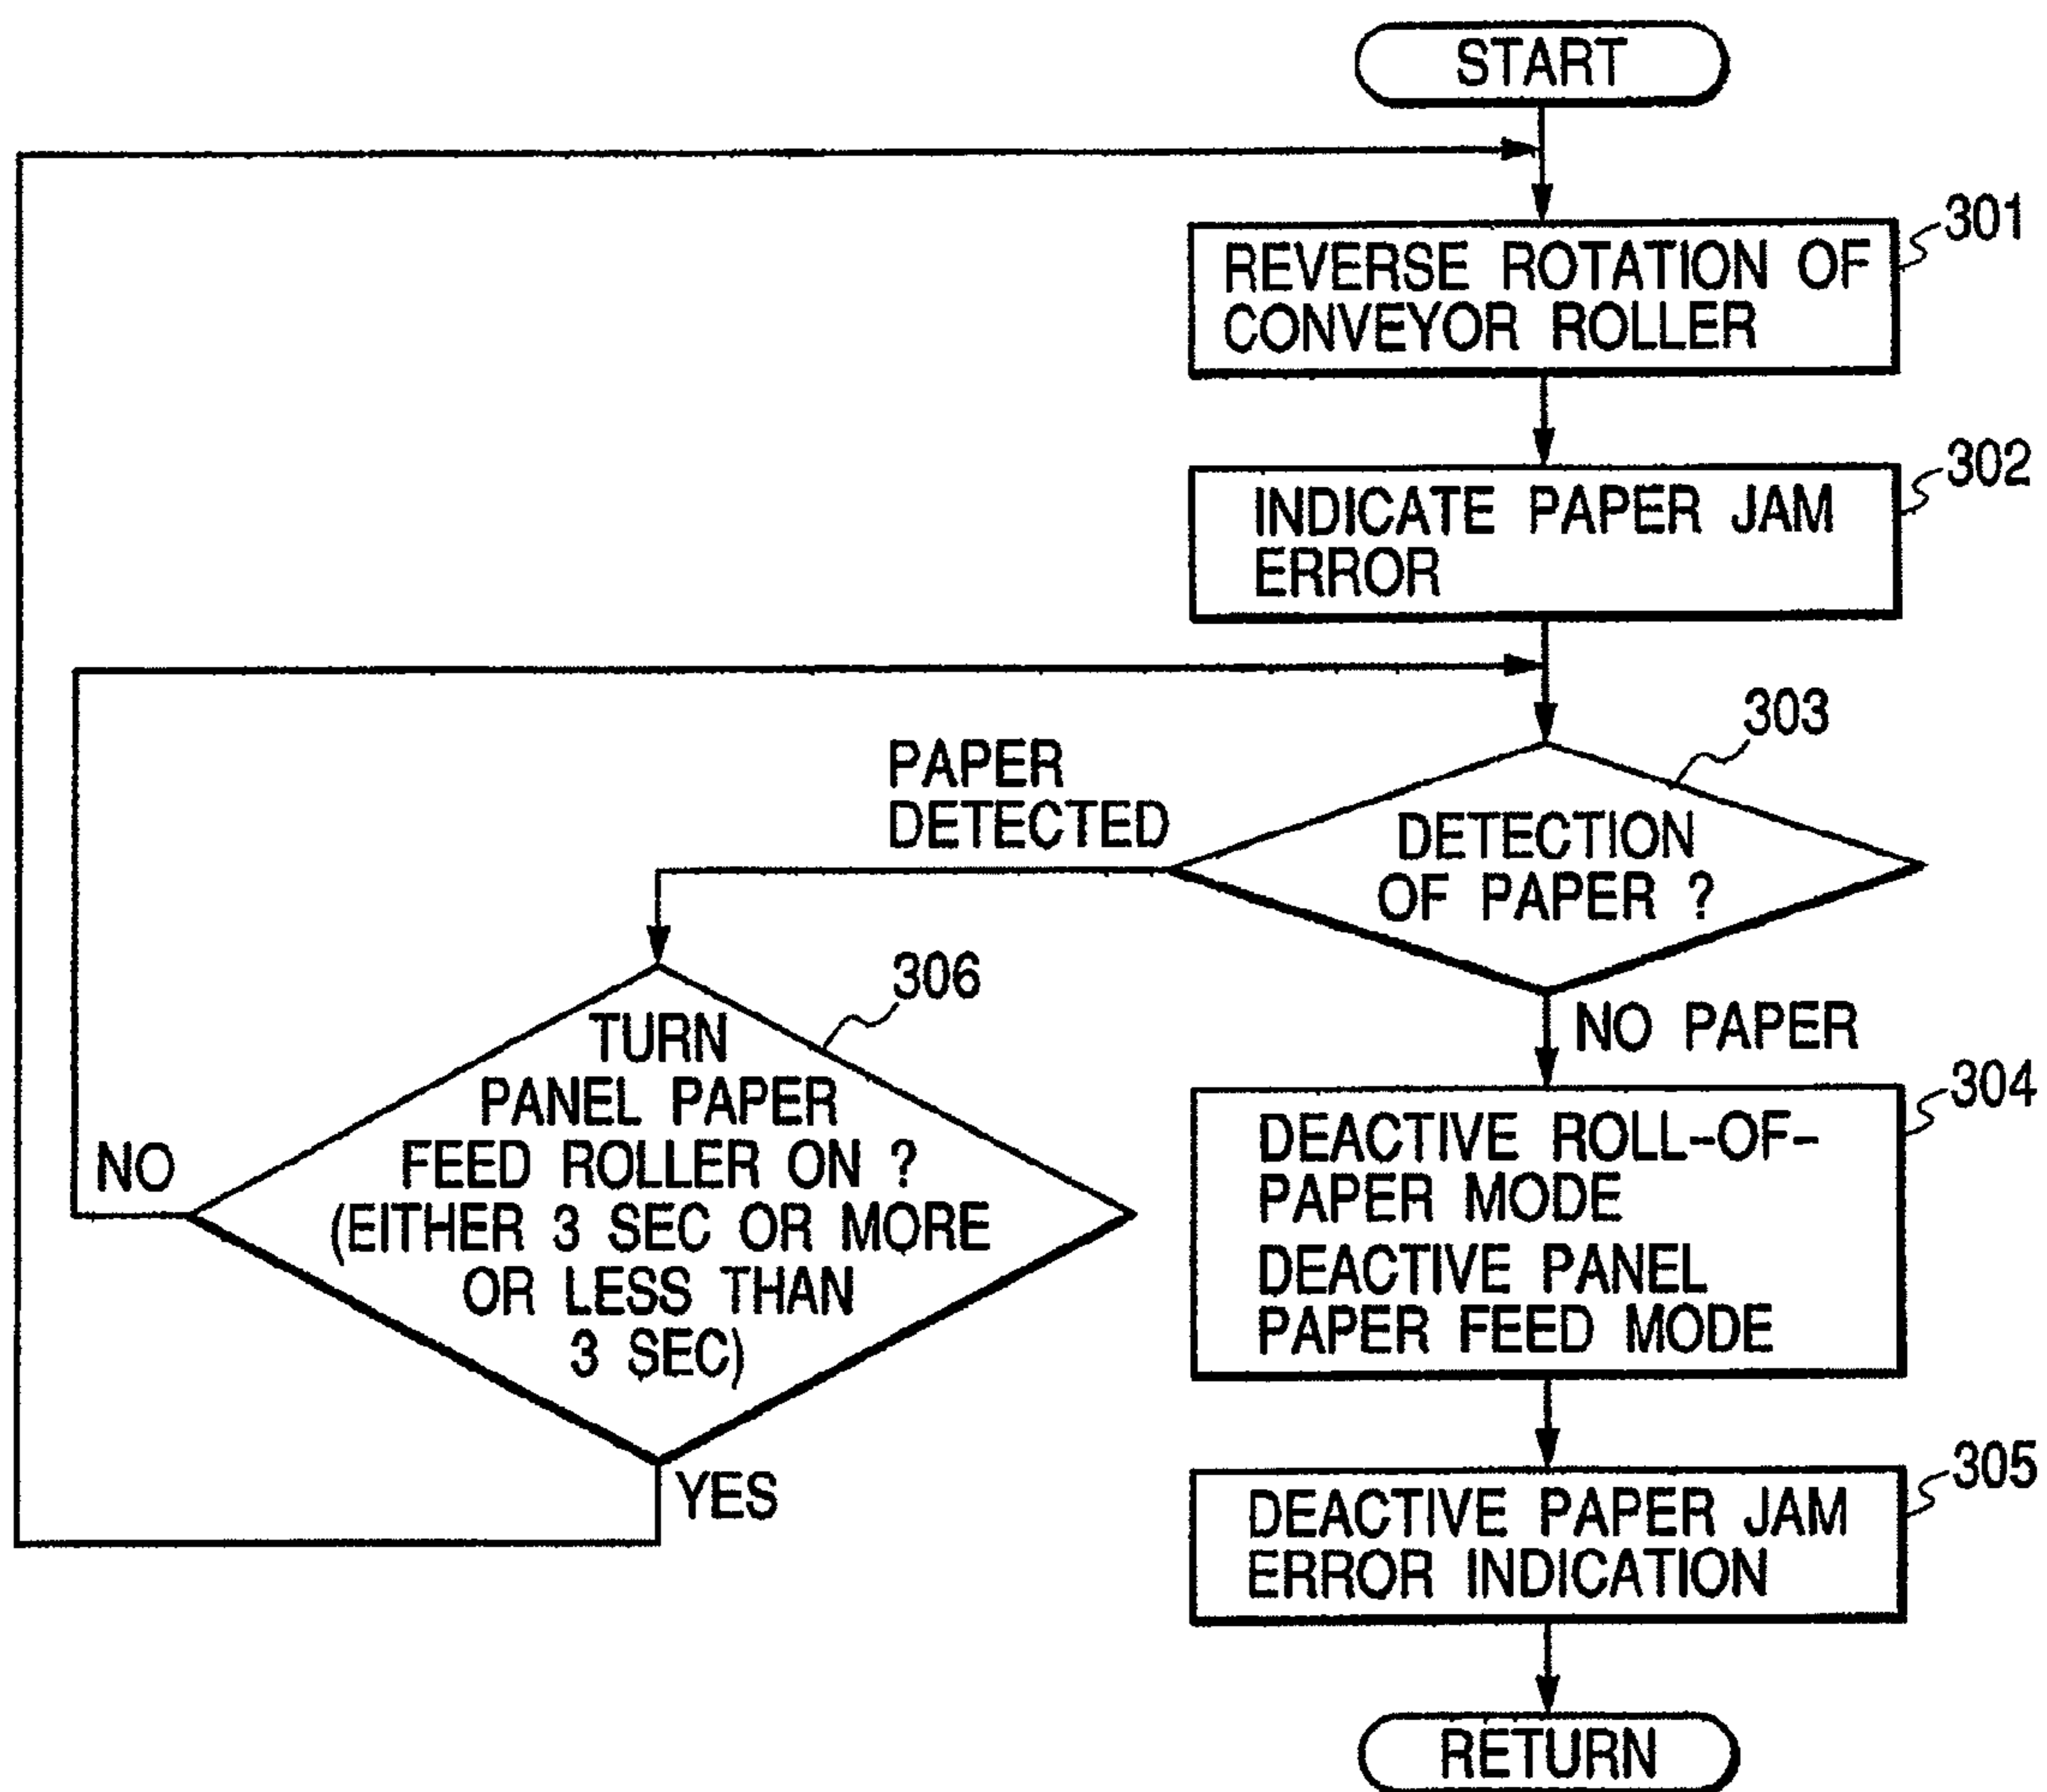 START
301
REVERSE ROTATION OF
CONVEYOR ROLLER
302
INDICATE PAPER JAM
ERROR
303
PAPER
DETECTED
DETECTION
OF PAPER ?
306
NO PAPER
TURN
PANEL PAPER
FEED ROLLER ON ?
(EITHER 3 SEC OR MORE
OR LESS THAN
3 SEC)
NO
YES
304
DEACTIVE ROLL-OF-
PAPER MODE
DEACTIVE PANEL
PAPER FEED MODE
305
DEACTIVE PAPER JAM
ERROR INDICATION
RETURN